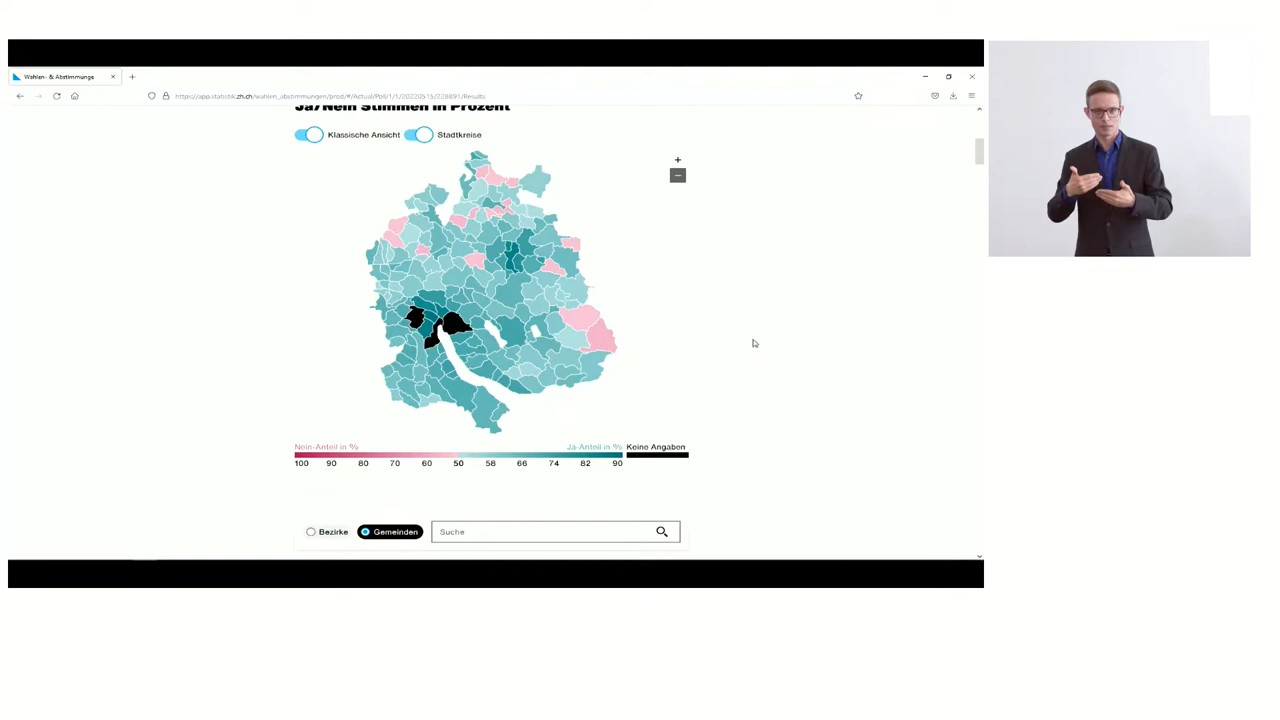 Wahlen- & Abstimmunge
https://app.statistik.zh.ch/wahlen_abstimmungen/prod/#/Actual/Poll/1/1/20220515/228891/Results
Ja/Nein Stimmen in Prozent
Klassische Ansicht Stadtkreise
Nein-Anteil in % Ja-Anteil in % Keine Angaben
100 90 80 70 60 50 58 66 74 82 90
Bezirke Gemeinden Suche